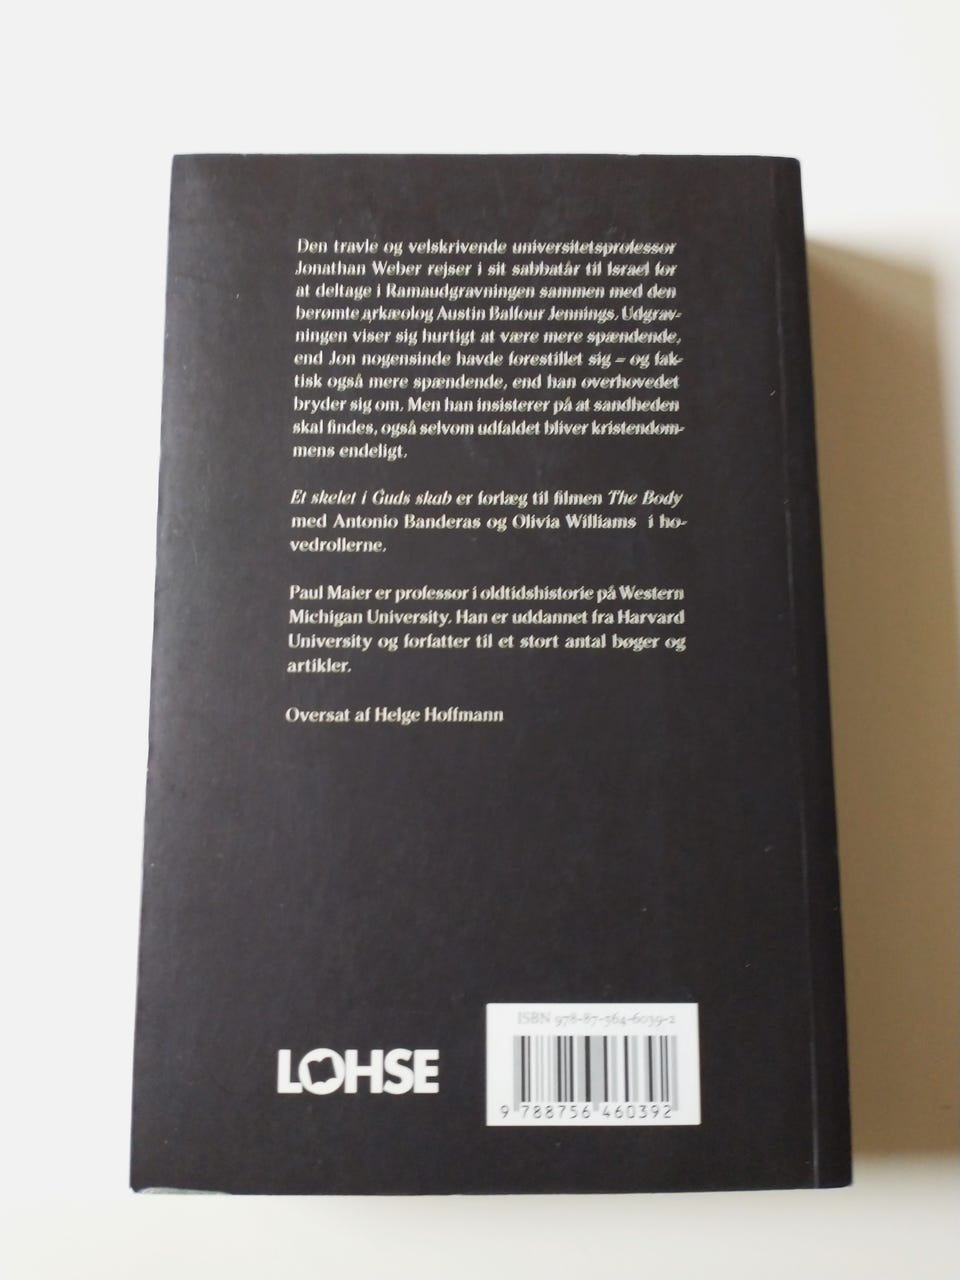 Den travle og velskrivende universitetsprofessor
Jonathan Weber rejser i sit sabbatår til Israel for
at deltage i Ramaudgravningen sammen med den
berømte arkæolog Austin Balfour Jennings. Udgrav-
ningen viser sig hurtigt at være mere spændende,
end Jon nogensinde havde forestillet sig – og fak-
tisk også mere spændende, end han overhovedet
bryder sig om. Men han insisterer på at sandheden
skal findes, også selvom udfaldet bliver kristendom-
mens endeligt.
Et skelet i Guds skab er forlæg til filmen The Body
med Antonio Banderas og Olivia Williams i ho-
vedrollerne.
Paul Maier er professor i oldtidshistorie på Western
Michigan University. Han er uddannet fra Harvard
University og forfatter til et stort antal bøger og
artikler.
Oversat af Helge Hoffmann
ISBN 978-87-564-6039-2
LOHSE
9 788756 460392